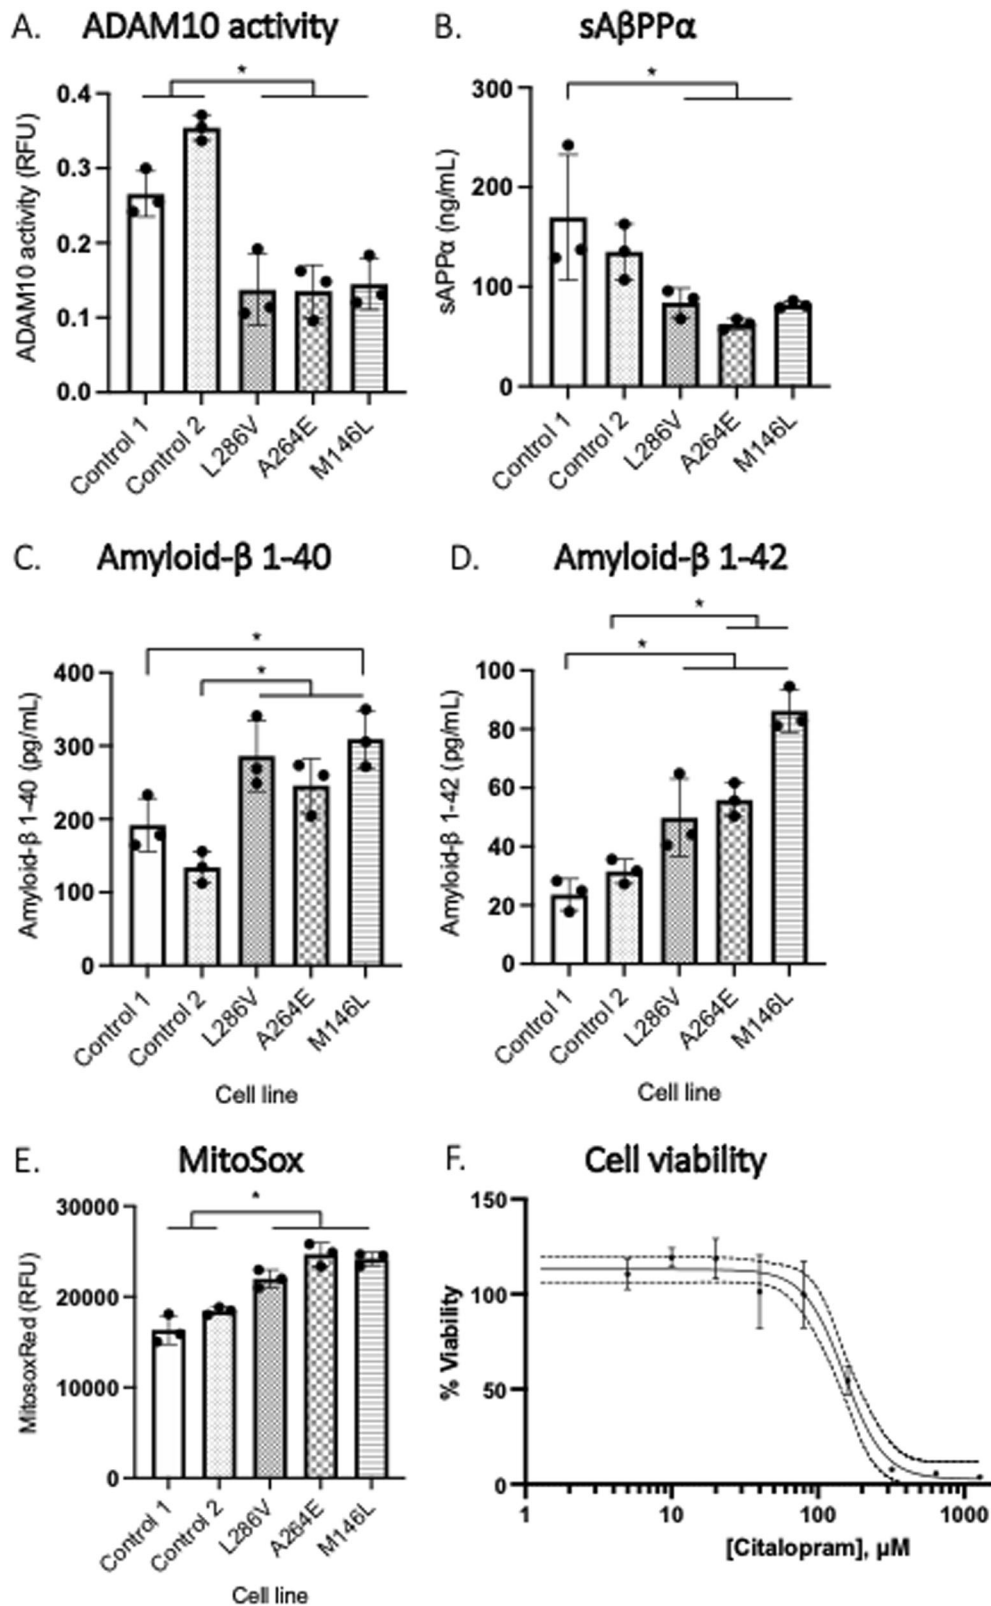 A. ADAM10 activity
*
ADAM10 activity (RFU)
0.4
0.3
0.2
0.1
0.0
Control 1
Control 2
L286V
A264E
M146L
B. sAβPPα
*
sAPPα (ng/mL)
300
200
100
0
Control 1
Control 2
L286V
A264E
M146L
C. Amyloid-β 1-40
*
*
Amyloid-β 1-40 (pg/mL)
400
300
200
100
0
Control 1
Control 2
L286V
A264E
M146L
Cell line
D. Amyloid-β 1-42
*
*
Amyloid-β 1-42 (pg/mL)
100
80
60
40
20
0
Control 1
Control 2
L286V
A264E
M146L
Cell line
E. MitoSox
*
MitosoxRed (RFU)
30000
20000
10000
0
Control 1
Control 2
L286V
A264E
M146L
Cell line
F. Cell viability
% Viability
150
100
50
0
1 10 100 1000
[Citalopram], μM